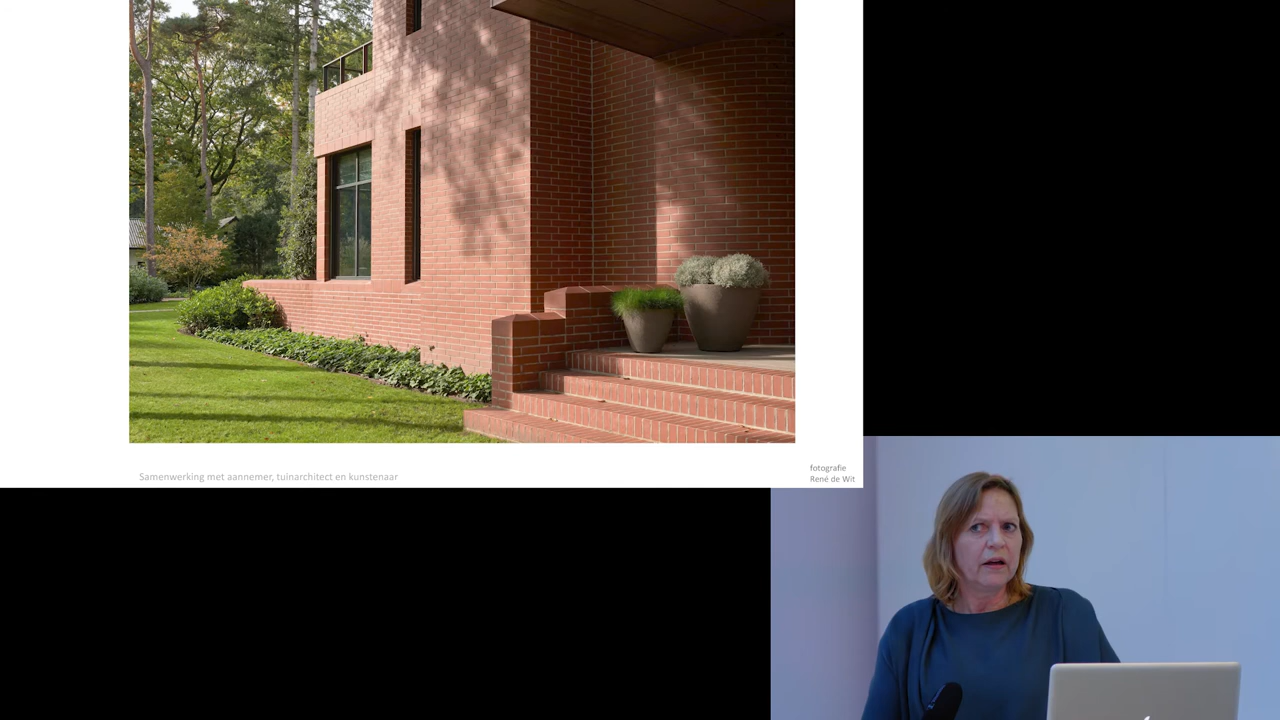 Samenwerking met aannemer, tuinarchitect en kunstenaar
fotografie
René de Wit